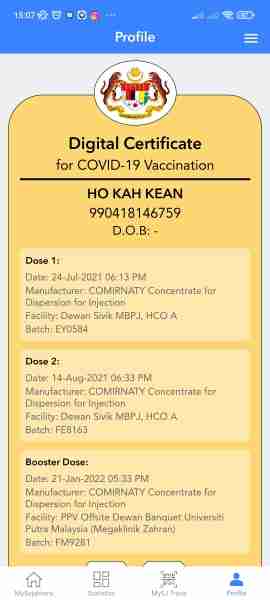 15:07
Profile
Digital Certificate
for COVID-19 Vaccination
HO KAH KEAN
990418146759
D.O.B: -
Dose 1:
Date: 24-Jul-2021 06:13 PM
Manufacturer: COMIRNATY Concentrate for
Dispersion for Injection
Facility: Dewan Sivik MBPJ, HCO A
Batch: EY0584
Dose 2:
Date: 14-Aug-2021 06:33 PM
Manufacturer: COMIRNATY Concentrate for
Dispersion for Injection
Facility: Dewan Sivik MBPJ, HCO A
Batch: FE8163
Booster Dose:
Date: 21-Jan-2022 05:33 PM
Manufacturer: COMIRNATY Concentrate for
Dispersion for Injection
Facility: PPV Offsite Dewan Banquet Universiti
Putra Malaysia (Megaklinik Zahran)
Batch: FM9281
MySejahtera
Statistics
MySJ Trace
Profile